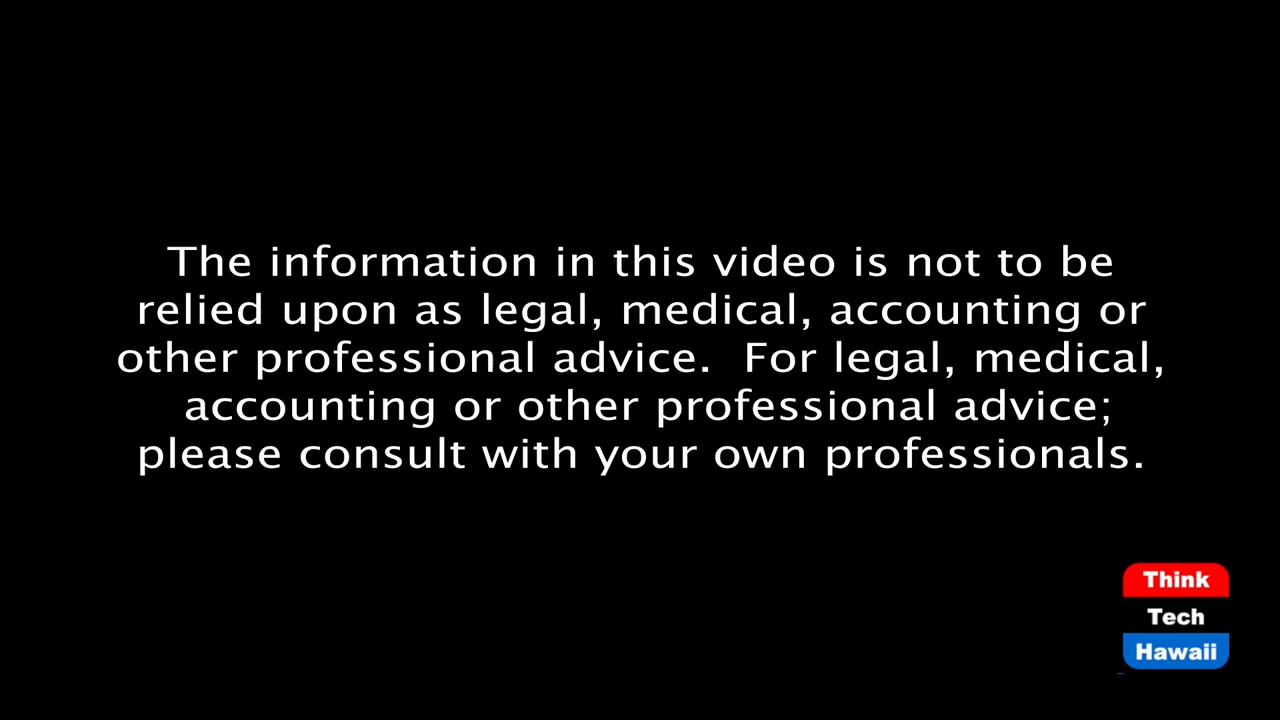 The information in this video is not to be
relied upon as legal, medical, accounting or
other professional advice.  For legal, medical,
accounting or other professional advice;
please consult with your own professionals.
Think
Tech
Hawaii